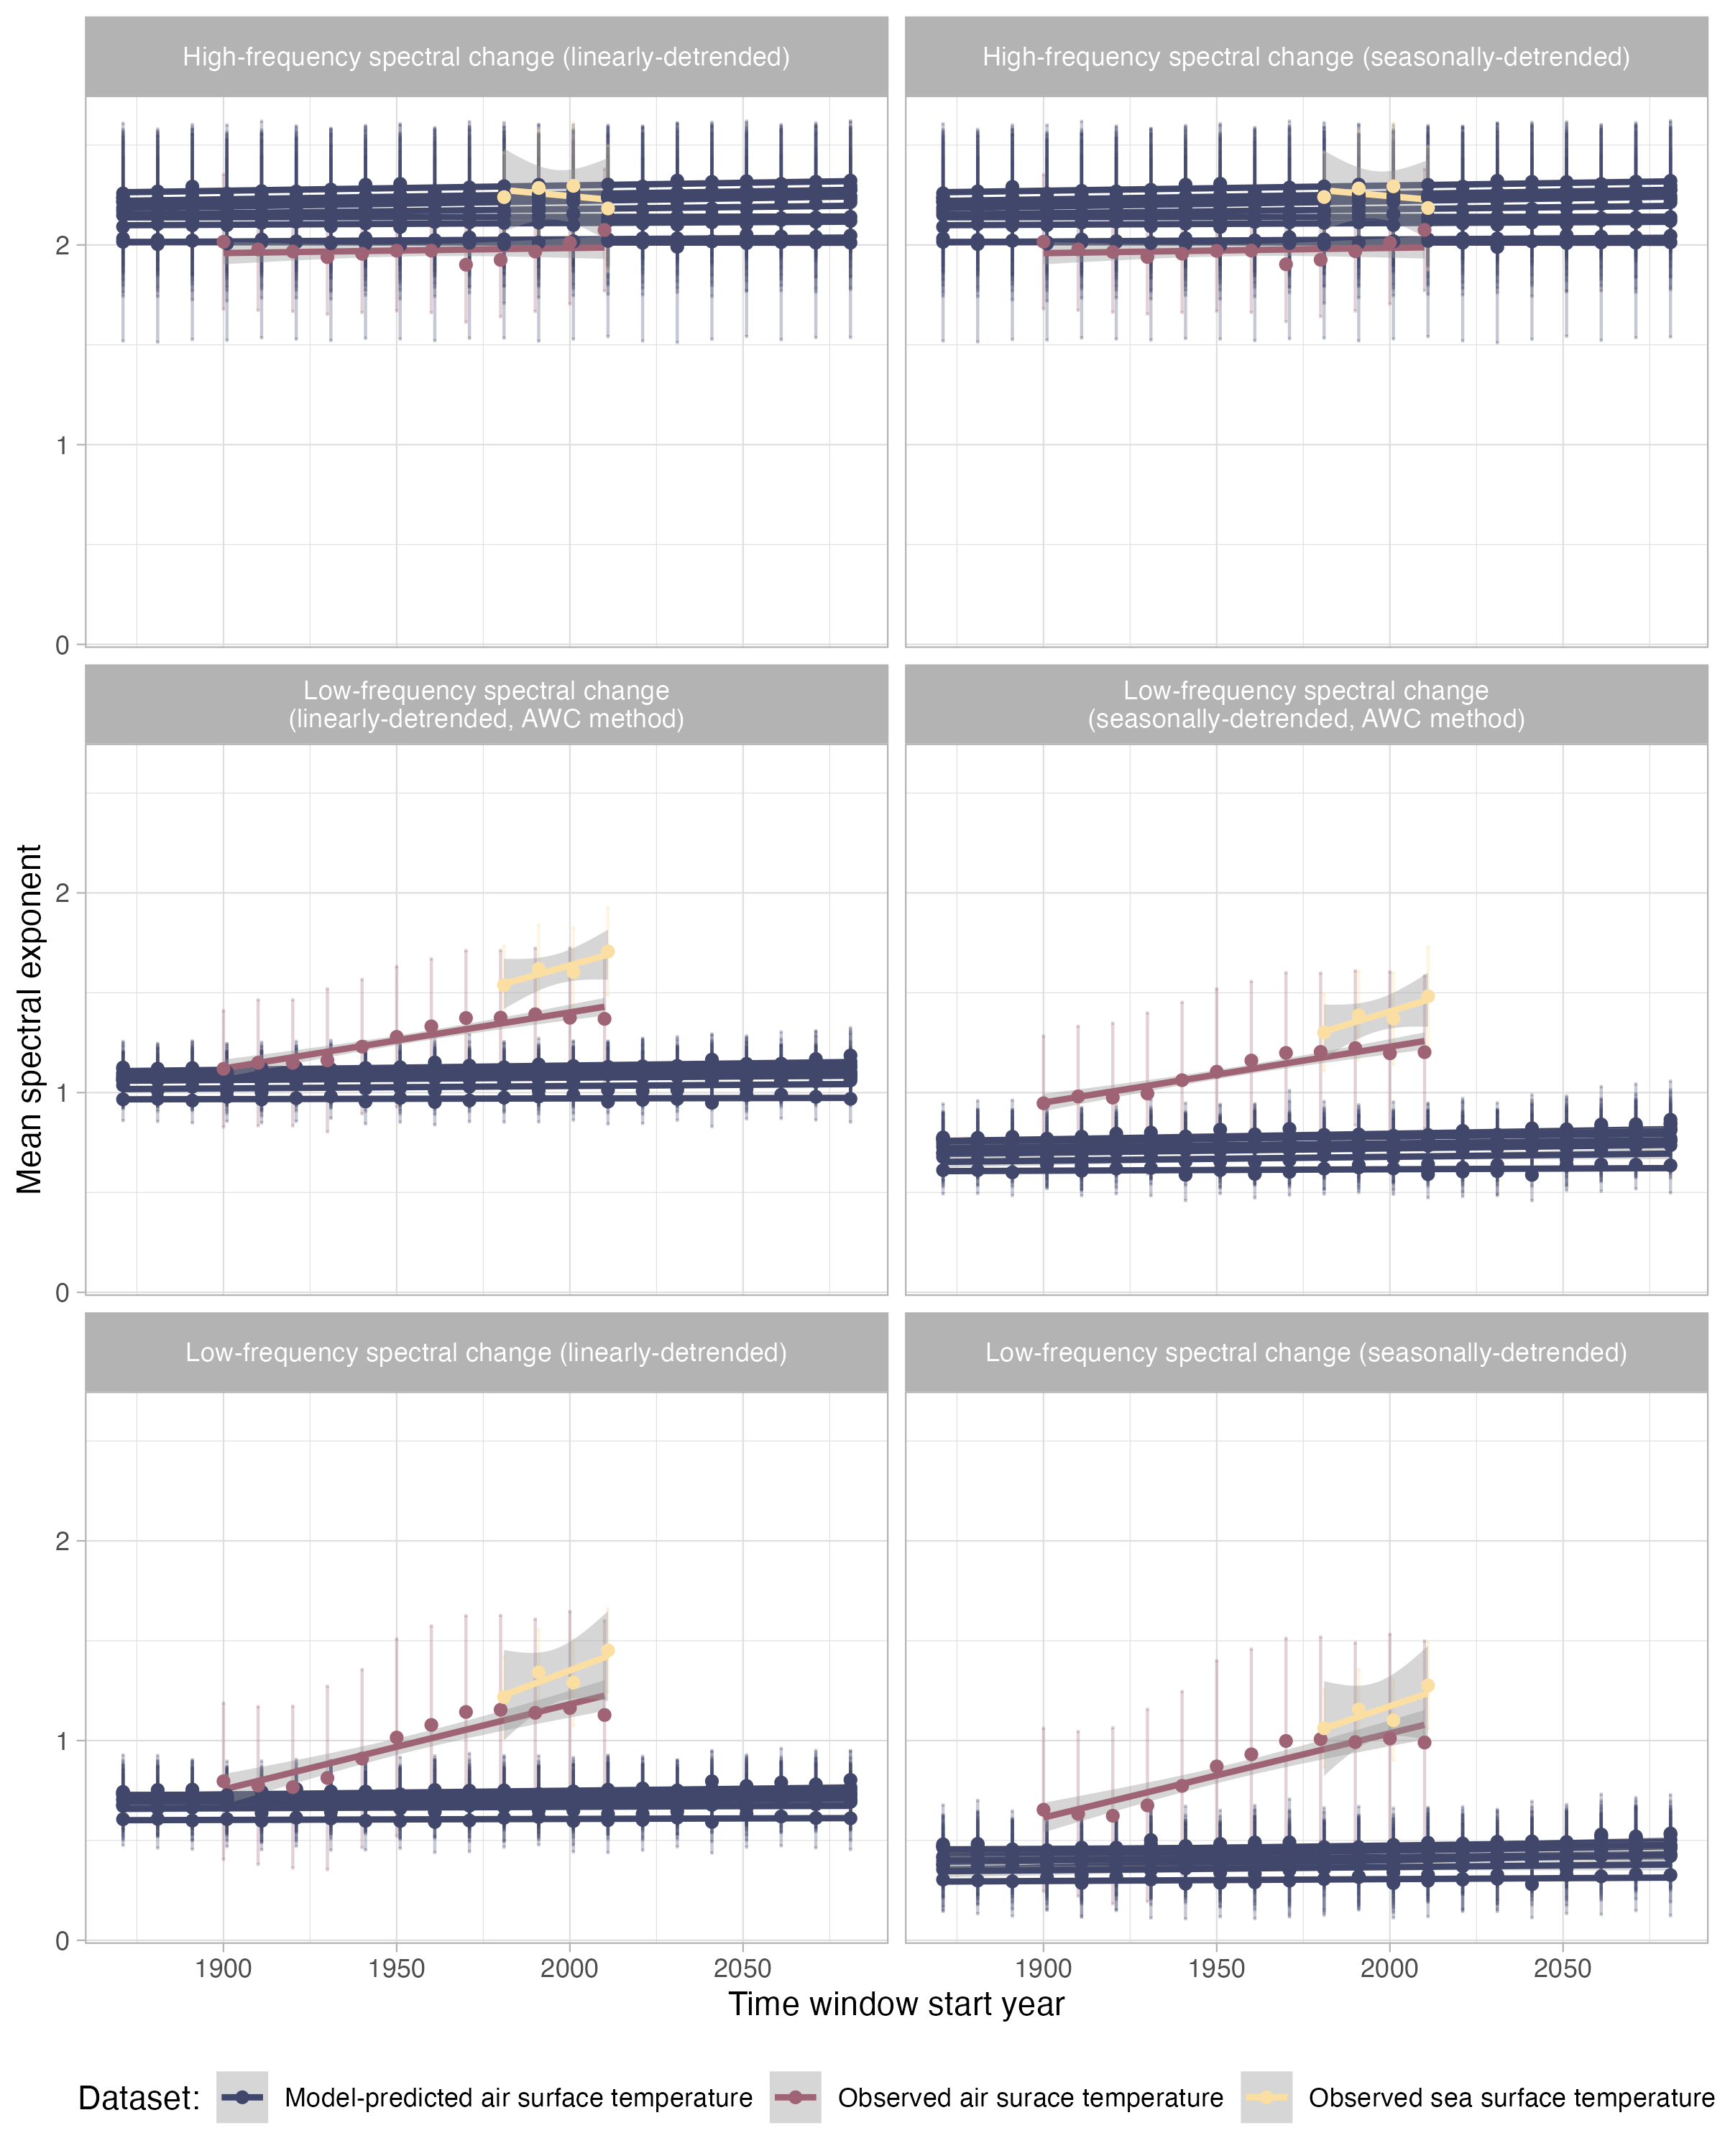 High-frequency spectral change (linearly-detrended)
High-frequency spectral change (seasonally-detrended)
2
1
0
Low-frequency spectral change
(linearly-detrended, AWC method)
Low-frequency spectral change
(seasonally-detrended, AWC method)
Mean spectral exponent
2
1
0
Low-frequency spectral change (linearly-detrended)
Low-frequency spectral change (seasonally-detrended)
2
1
0
1900 1950 2000 2050
1900 1950 2000 2050
Time window start year
Dataset: Model-predicted air surface temperature Observed air surace temperature Observed sea surface temperature